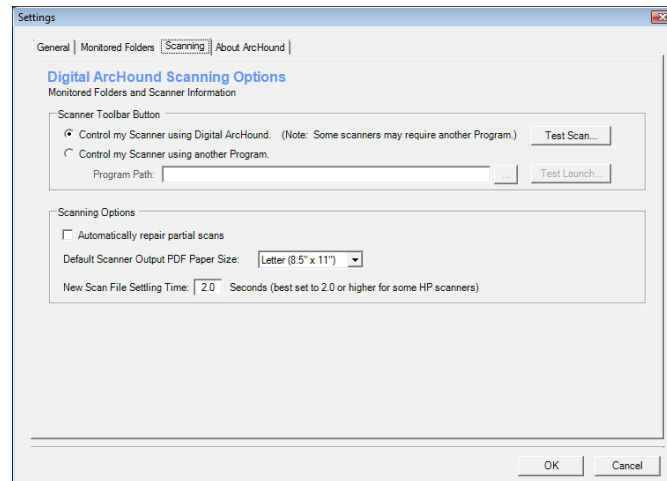 Settings
General Monitored Folders Scanning About ArcHound
Digital ArcHound Scanning Options
Monitored Folders and Scanner Information
Scanner Toolbar Button
Control my Scanner using Digital ArcHound. (Note: Some scanners may require another Program.) Test Scan...
Control my Scanner using another Program.
Program Path: ... Test Launch...
Scanning Options
Automatically repair partial scans
Default Scanner Output PDF Paper Size: Letter (8.5" x 11")
New Scan File Settling Time: 2.0 Seconds (best set to 2.0 or higher for some HP scanners)
OK Cancel